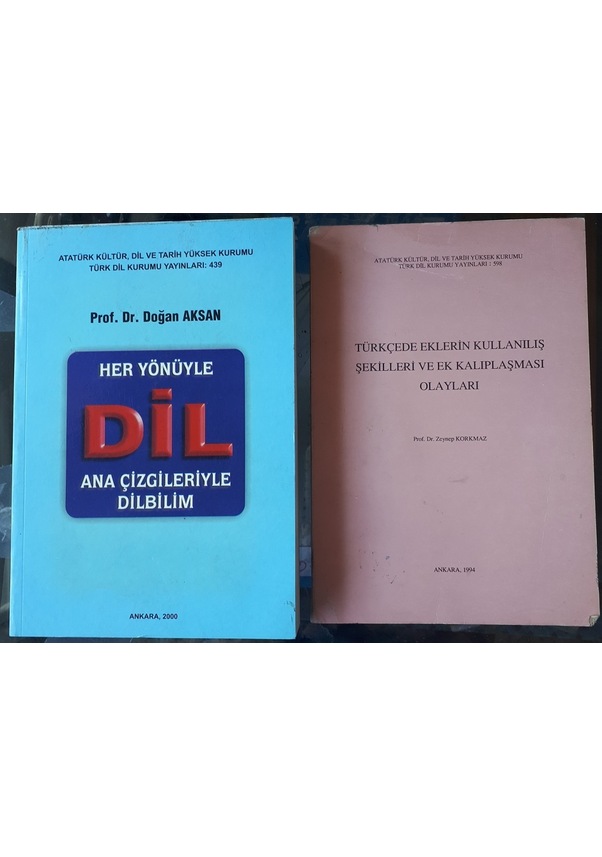 ATATÜRK KÜLTÜR, DİL VE TARİH YÜKSEK KURUMU
TÜRK DİL KURUMU YAYINLARI: 439
Prof. Dr. Doğan AKSAN
HER YÖNÜYLE
DİL
ANA ÇİZGİLERİYLE
DİLBİLİM
ANKARA, 2000
ATATÜRK KÜLTÜR, DİL VE TARİH YÜKSEK KURUMU
TÜRK DİL KURUMU YAYINLARI : 598
TÜRKÇEDE EKLERİN KULLANILIŞ
ŞEKİLLERİ VE EK KALIPLAŞMASI
OLAYLARI
Prof. Dr. Zeynep KORKMAZ
ANKARA, 1994